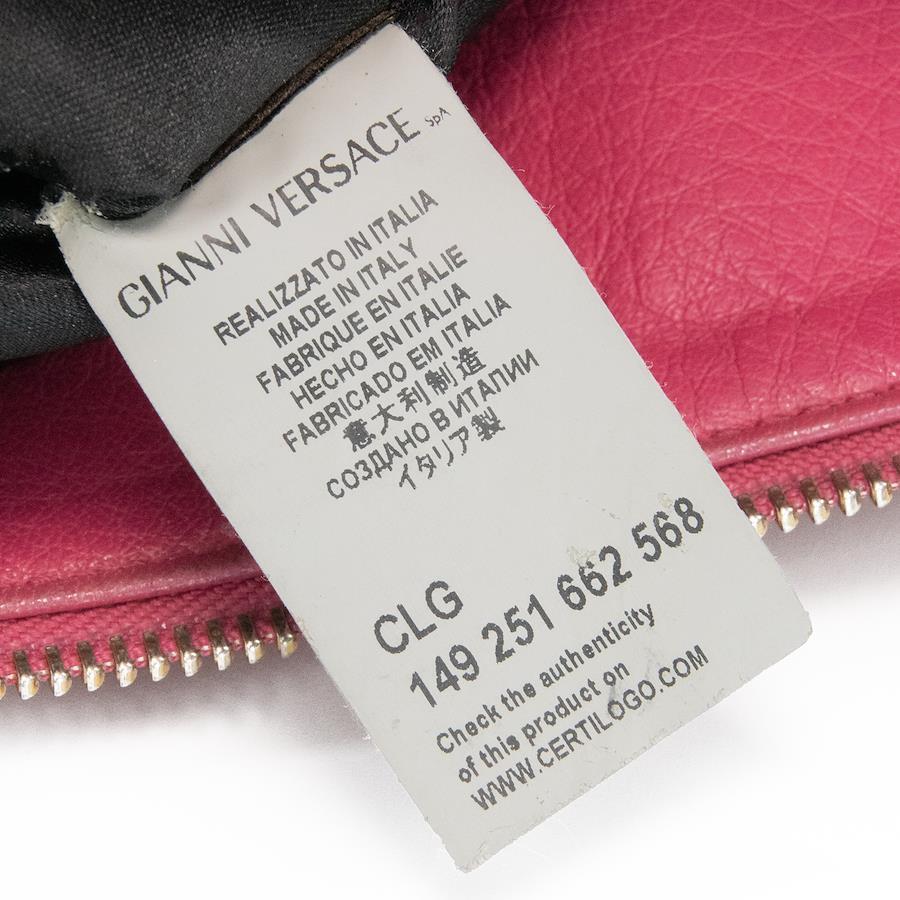 GIANNI VERSACE SpA
REALIZZATO IN ITALIA
MADE IN ITALY
FABRIQUE EN ITALIE
HECHO EN ITALIA
FABRICADO EM ITALIA
意大利制造
СОЗДАНО В ИТАПИИ
イタリア製
CLG
149 251 662 568
Check the authenticity
of this product on
WWW.CERTILOGO.COM